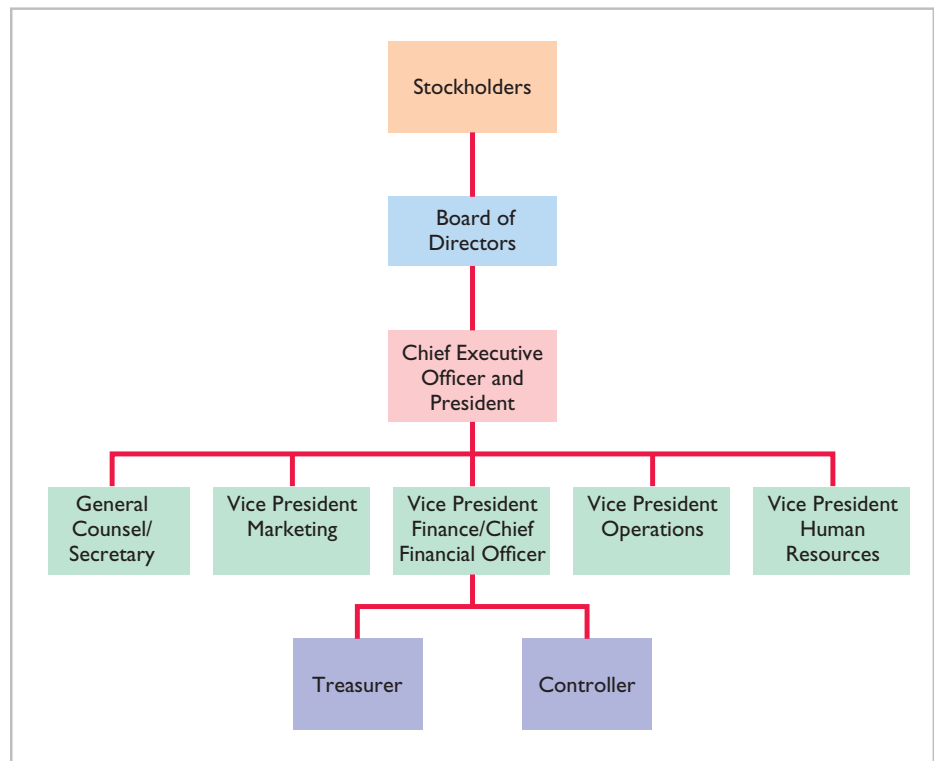 Stockholders
Board of
Directors
Chief Executive
Officer and
President
General
Counsel/
Secretary
Vice President
Marketing
Vice President
Finance/Chief
Financial Officer
Vice President
Operations
Vice President
Human
Resources
Treasurer
Controller